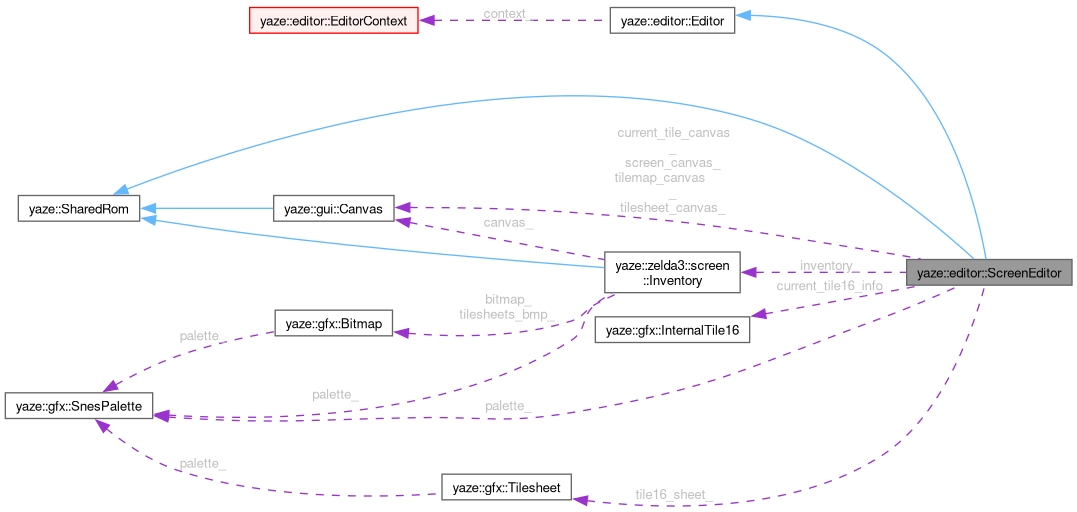 context_
yaze::editor::EditorContext
yaze::editor::Editor
current_tile_canvas
_
screen_canvas_
tilemap_canvas
_
tilesheet_canvas_
yaze::SharedRom
yaze::gui::Canvas
canvas_
yaze::zelda3::screen
::Inventory
inventory_
yaze::editor::ScreenEditor
current_tile16_info
bitmap_
tilesheets_bmp_
yaze::gfx::Bitmap
yaze::gfx::InternalTile16
palette_
palette_
palette_
yaze::gfx::SnesPalette
palette_
yaze::gfx::Tilesheet
tile16_sheet_